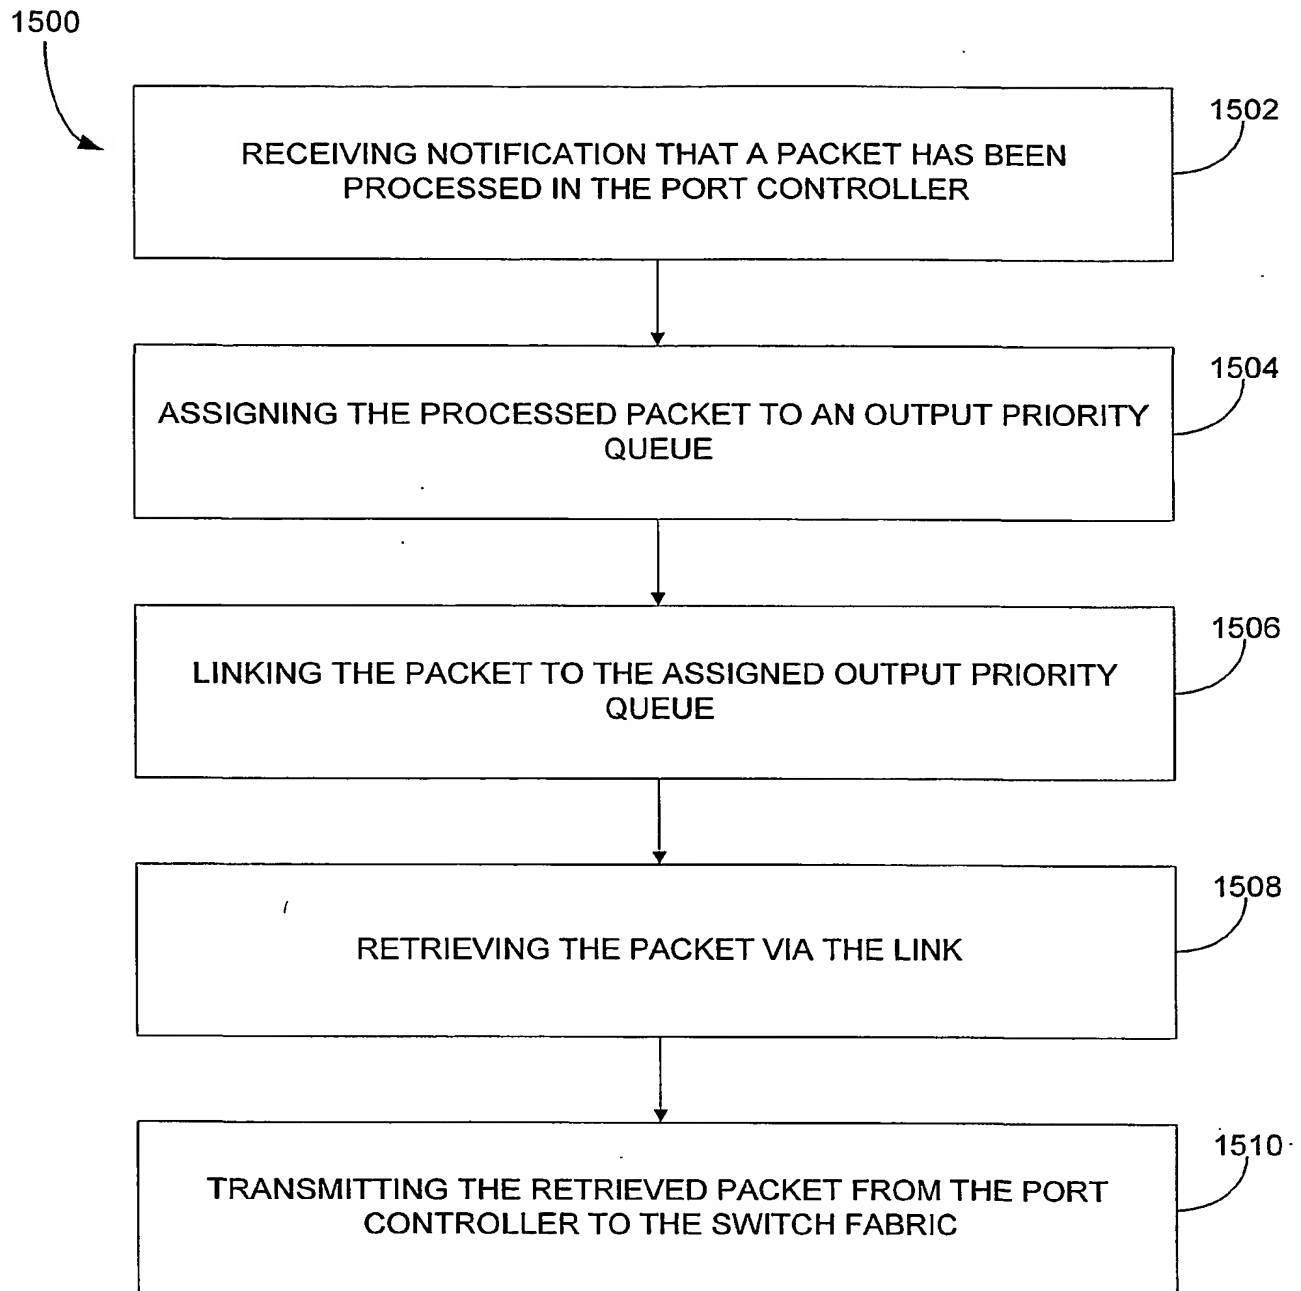 1500
1502
RECEIVING NOTIFICATION THAT A PACKET HAS BEEN
PROCESSED IN THE PORT CONTROLLER
1504
ASSIGNING THE PROCESSED PACKET TO AN OUTPUT PRIORITY
QUEUE
1506
LINKING THE PACKET TO THE ASSIGNED OUTPUT PRIORITY
QUEUE
1508
RETRIEVING THE PACKET VIA THE LINK
1510
TRANSMITTING THE RETRIEVED PACKET FROM THE PORT
CONTROLLER TO THE SWITCH FABRIC